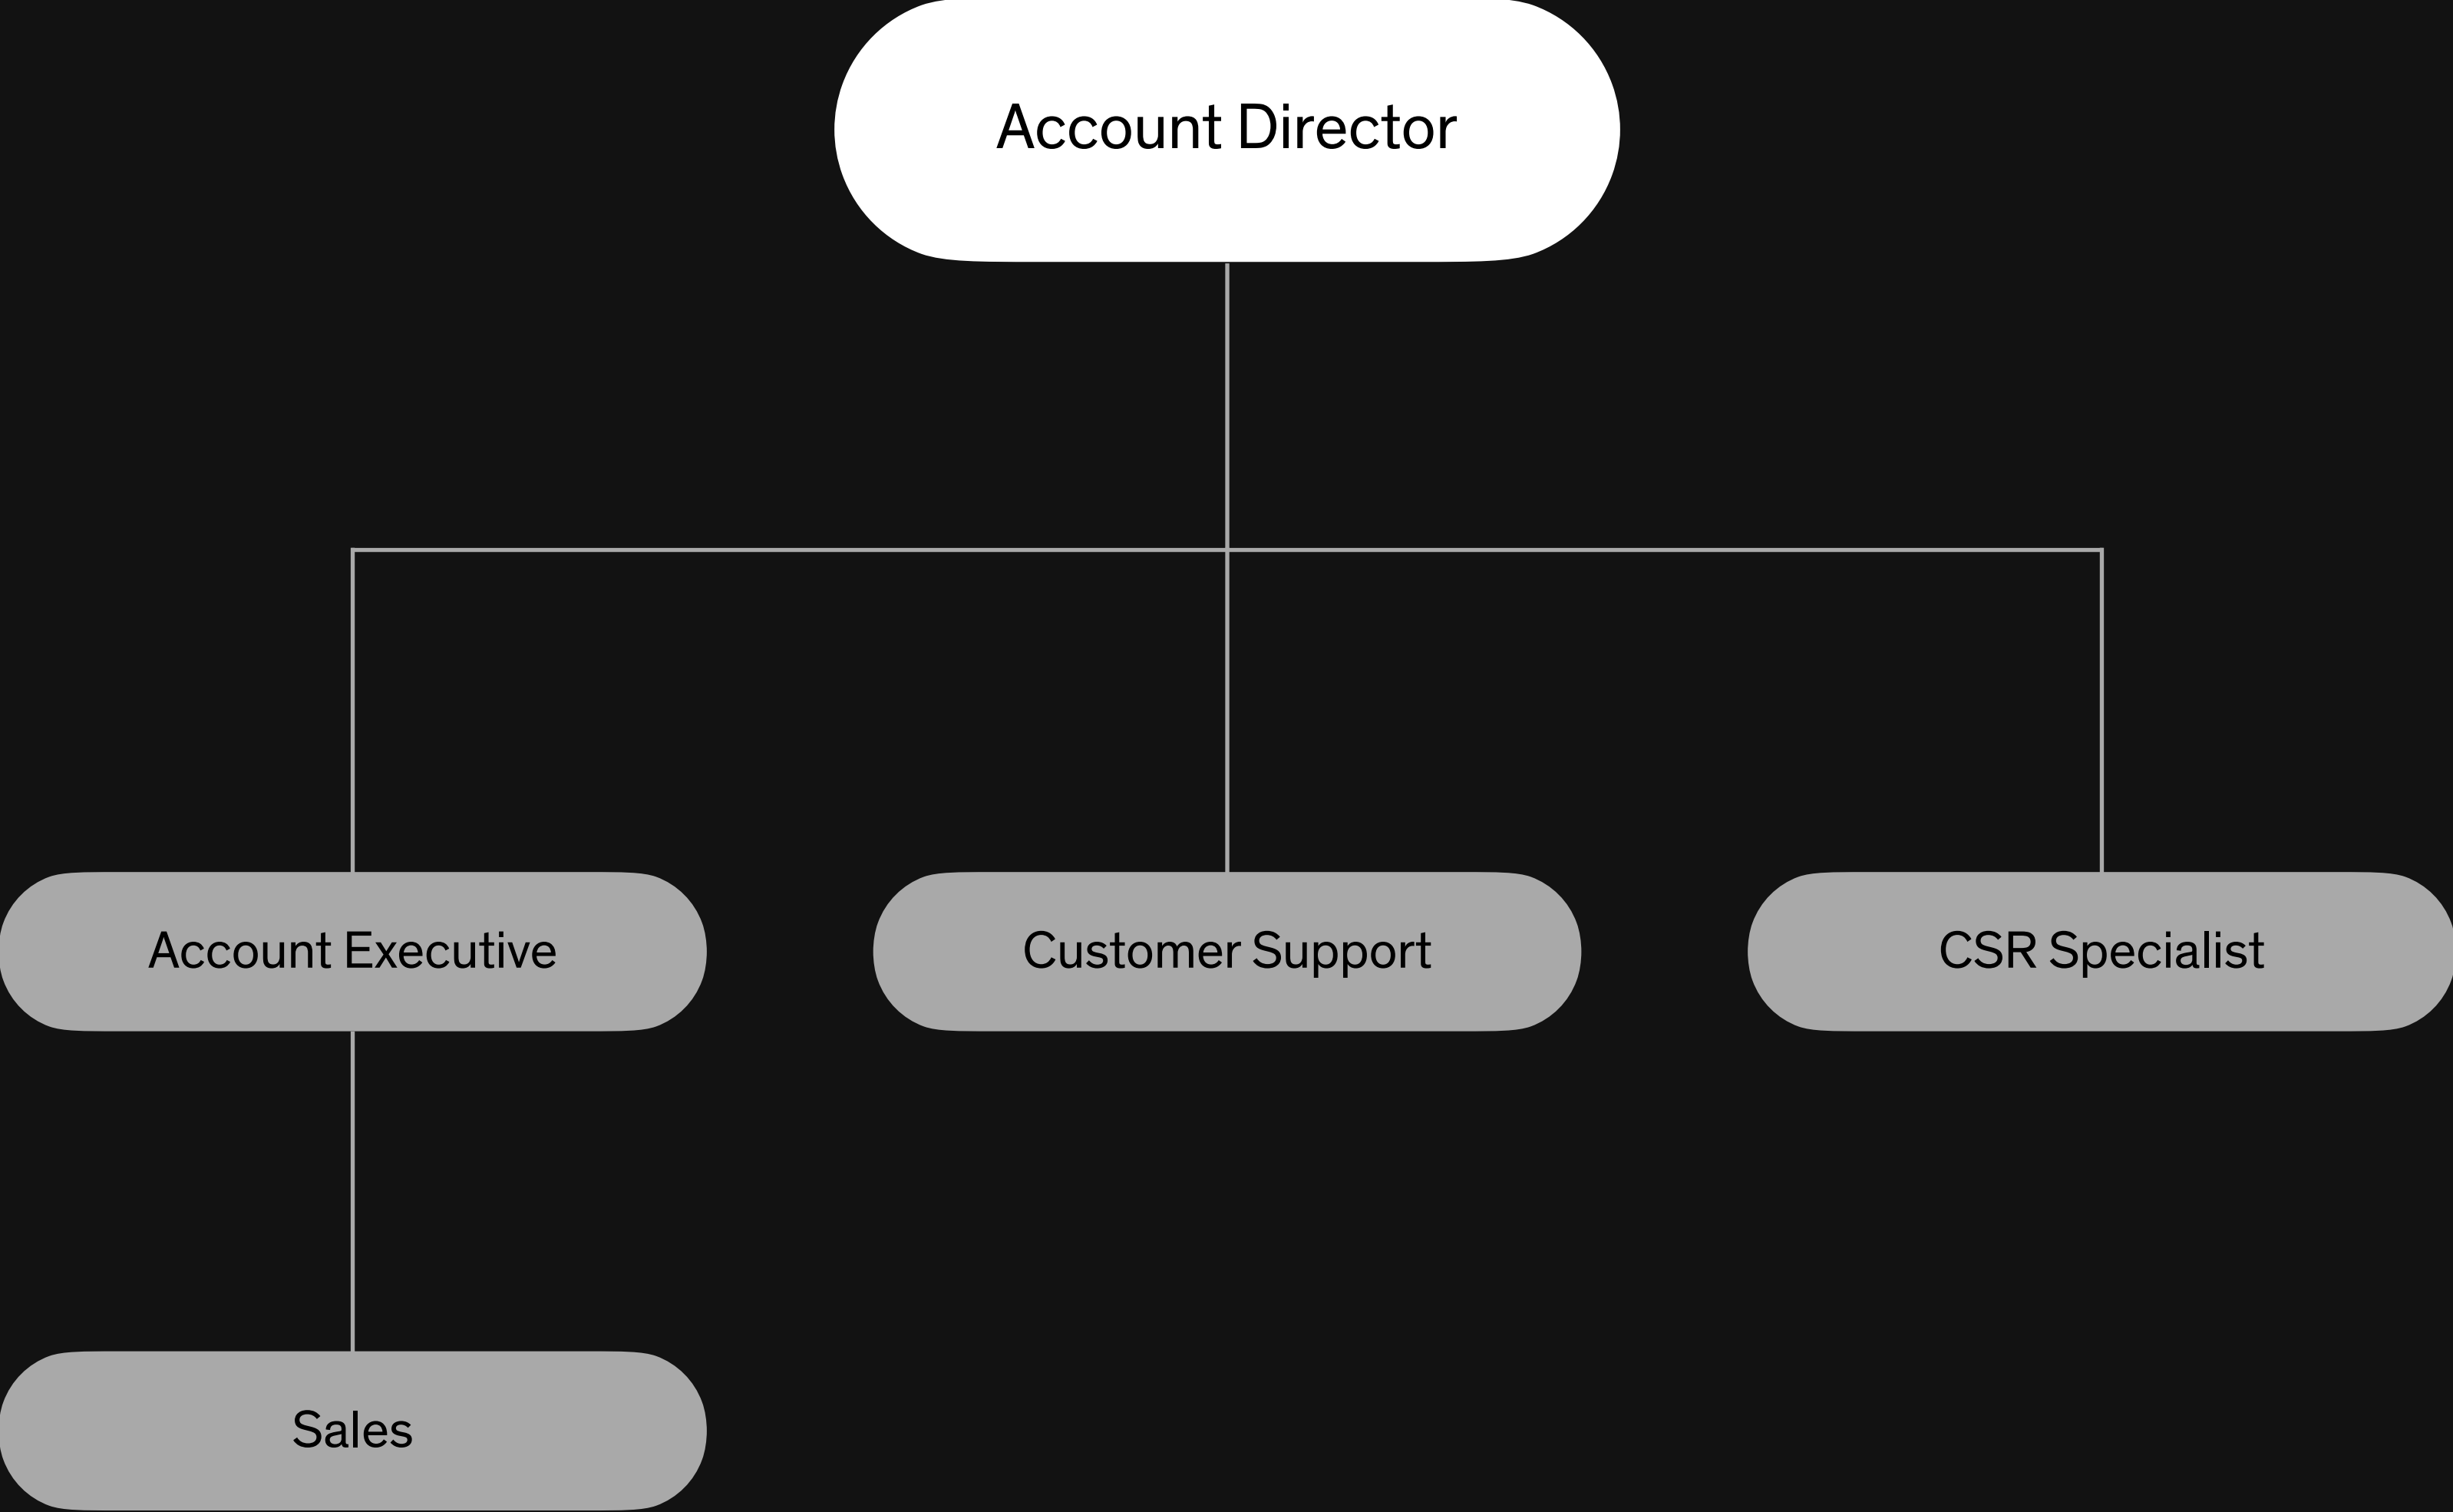 Account Director
Account Executive
Customer Support
CSR Specialist
Sales